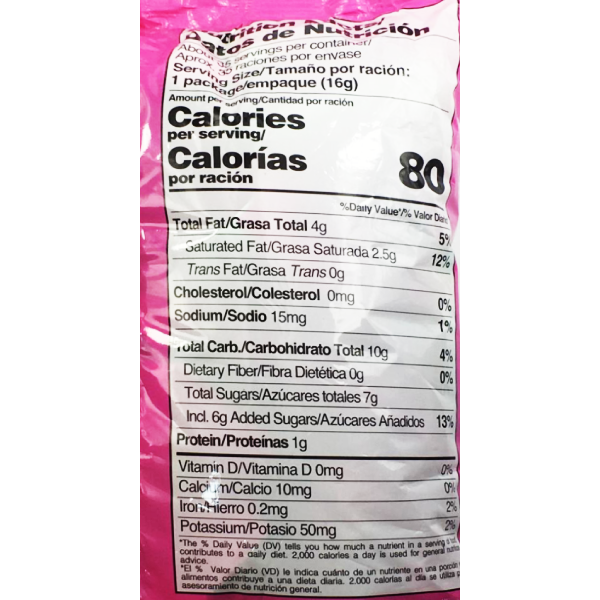 Nutrition Facts/
Datos de Nutrición
About servings per container/
Aprox. raciones por envase
Serving Size/Tamaño por ración:
1 package/empaque (16g)
Amount per serving/Cantidad por ración
Calories
per serving/
Calorías
por ración
80
%Daily Value*/% Valor Diario
Total Fat/Grasa Total 4g 5%
Saturated Fat/Grasa Saturada 2.5g 12%
Trans Fat/Grasa Trans 0g
Cholesterol/Colesterol 0mg 0%
Sodium/Sodio 15mg 1%
Total Carb./Carbohidrato Total 10g 4%
Dietary Fiber/Fibra Dietética 0g 0%
Total Sugars/Azúcares totales 7g
Incl. 6g Added Sugars/Azúcares Añadidos 13%
Protein/Proteínas 1g
Vitamin D/Vitamina D 0mg 0%
Calcium/Calcio 10mg 0%
Iron/Hierro 0.2mg 2%
Potassium/Potasio 50mg 2%
*The % Daily Value (DV) tells you how much a nutrient in a serving
contributes to a daily diet. 2,000 calories a day is used for general
advice.
*El % Valor Diario (VD) le indica cuánto de un nutriente en una porción
alimentos contribuye a una dieta diaria. 2.000 calorías al día se utiliza
asesoramiento de nutrición general.